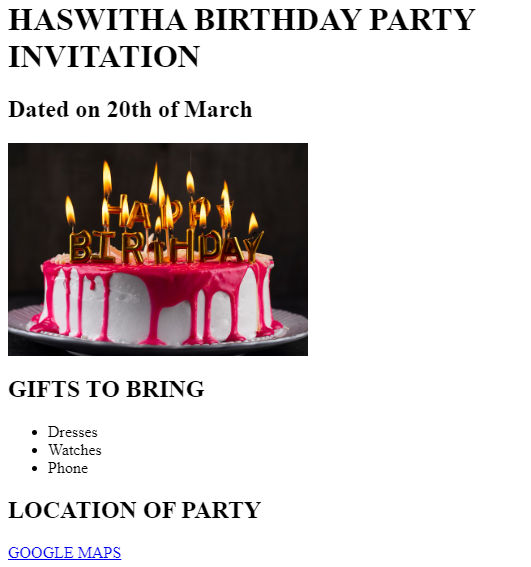 HASWITHA BIRTHDAY PARTY
INVITATION
Dated on 20th of March
HAPPY
BIRTHDAY
GIFTS TO BRING
Dresses
Watches
Phone
LOCATION OF PARTY
GOOGLE MAPS